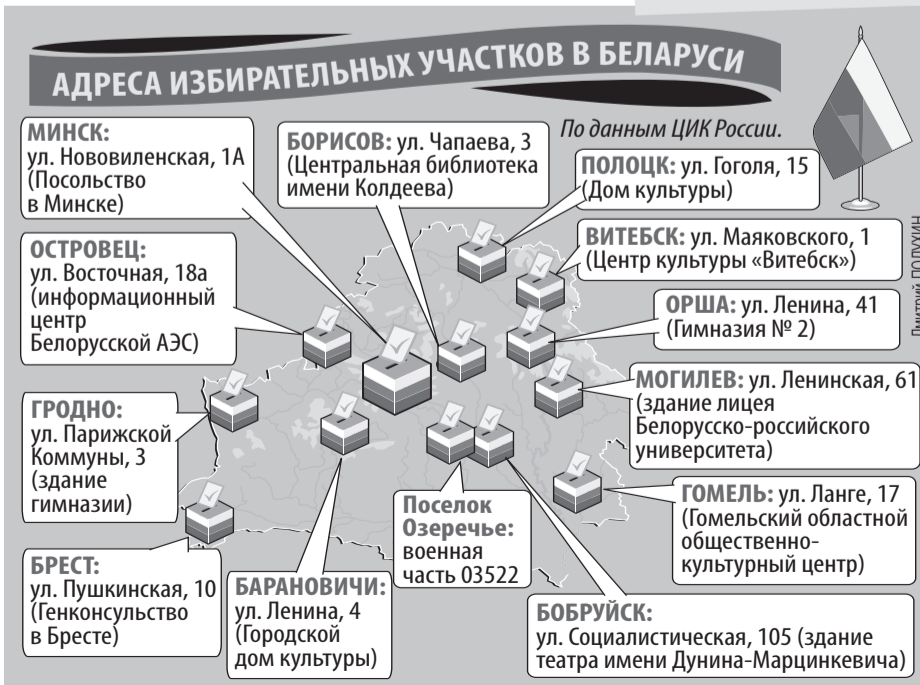 АДРЕСА ИЗБИРАТЕЛЬНЫХ УЧАСТКОВ В БЕЛАРУСИ
По данным ЦИК России.
МИНСК:
ул. Нововиленская, 1А
(Посольство
в Минске)
БОРИСОВ: ул. Чапаева, 3
(Центральная библиотека
имени Колдеева)
ПОЛОЦК: ул. Гоголя, 15
(Дом культуры)
ВИТЕБСК: ул. Маяковского, 1
(Центр культуры «Витебск»)
ОСТРОВЕЦ:
ул. Восточная, 18а
(информационный
центр
Белорусской АЭС)
ОРША: ул. Ленина, 41
(Гимназия № 2)
МОГИЛЕВ: ул. Ленинская, 61
(здание лицея
Белорусско-российского
университета)
ГРОДНО:
ул. Парижской
Коммуны, 3
(здание
гимназии)
ГОМЕЛЬ: ул. Ланге, 17
(Гомельский областной
общественно-
культурный центр)
Поселок
Озеречье:
военная
часть 03522
БРЕСТ:
ул. Пушкинская, 10
(Генконсульство
в Бресте)
БАРАНОВИЧИ:
ул. Ленина, 4
(Городской
дом культуры)
БОБРУЙСК:
ул. Социалистическая, 105 (здание
театра имени Дунина-Марцинкевича)
Дмитрий ПОЛУХИН